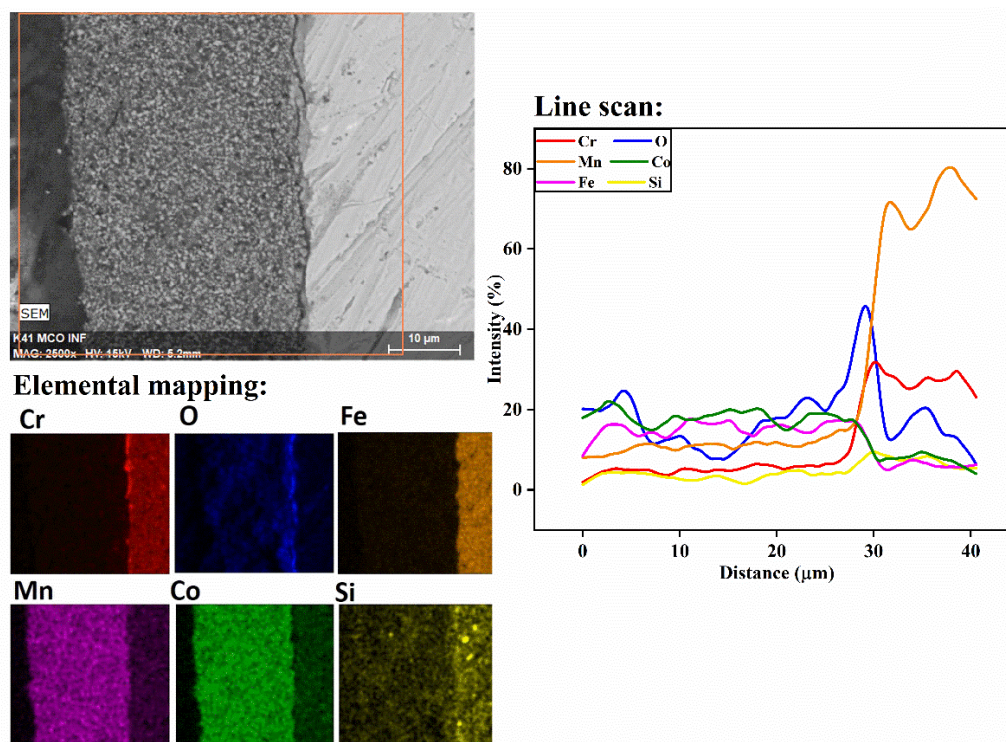 SEM
K41 MCO INF
MAG: 2500x HV: 15kV WD: 5.2mm
10 µm
Elemental mapping:
Cr O Fe
Mn Co Si
Line scan:
Cr O
Mn Co
Fe Si
80
60
40
20
0
Intensity (%)
0 10 20 30 40
Distance (µm)